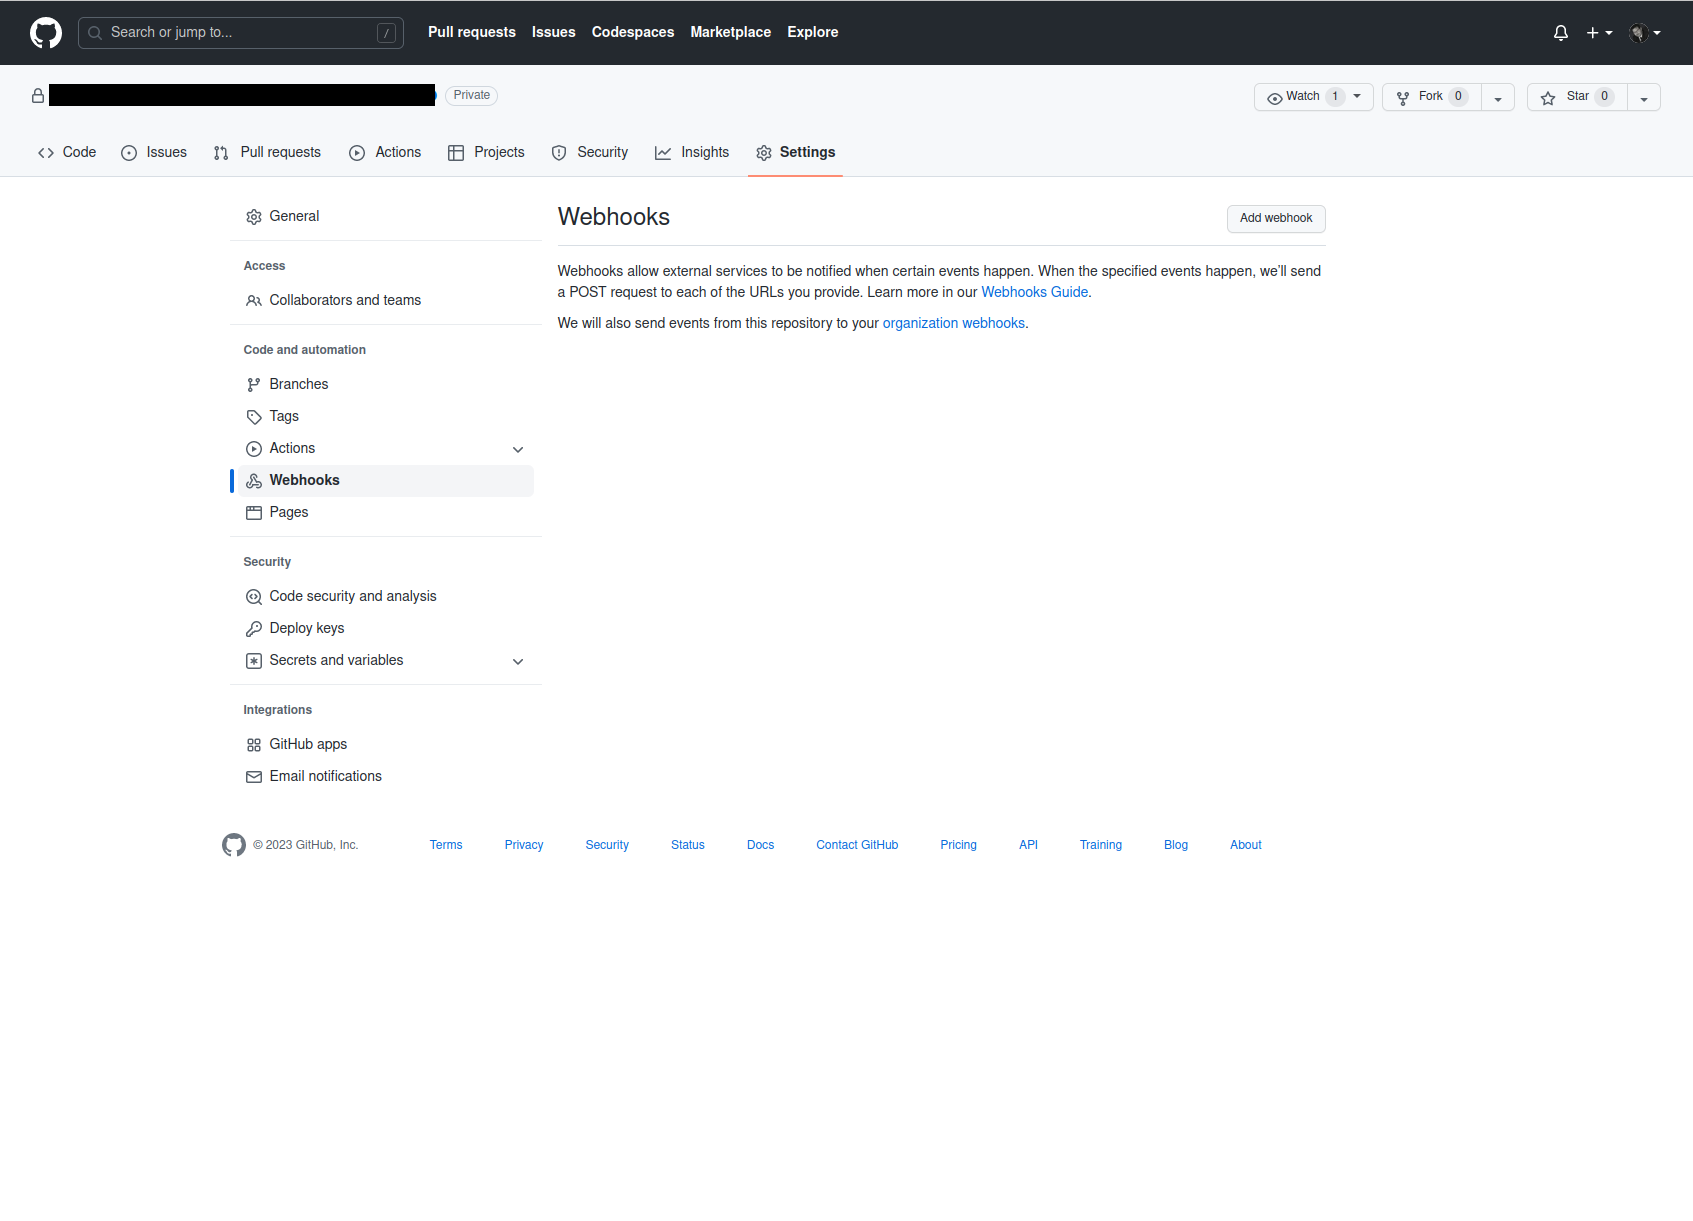 Search or jump to... /
Pull requests Issues Codespaces Marketplace Explore
Private
Watch 1 Fork 0 Star 0
Code Issues Pull requests Actions Projects Security Insights Settings
General
Access
Collaborators and teams
Code and automation
Branches
Tags
Actions
Webhooks
Pages
Security
Code security and analysis
Deploy keys
Secrets and variables
Integrations
GitHub apps
Email notifications
Webhooks
Add webhook
Webhooks allow external services to be notified when certain events happen. When the specified events happen, we’ll send
a POST request to each of the URLs you provide. Learn more in our Webhooks Guide.
We will also send events from this repository to your organization webhooks.
© 2023 GitHub, Inc. Terms Privacy Security Status Docs Contact GitHub Pricing API Training Blog About